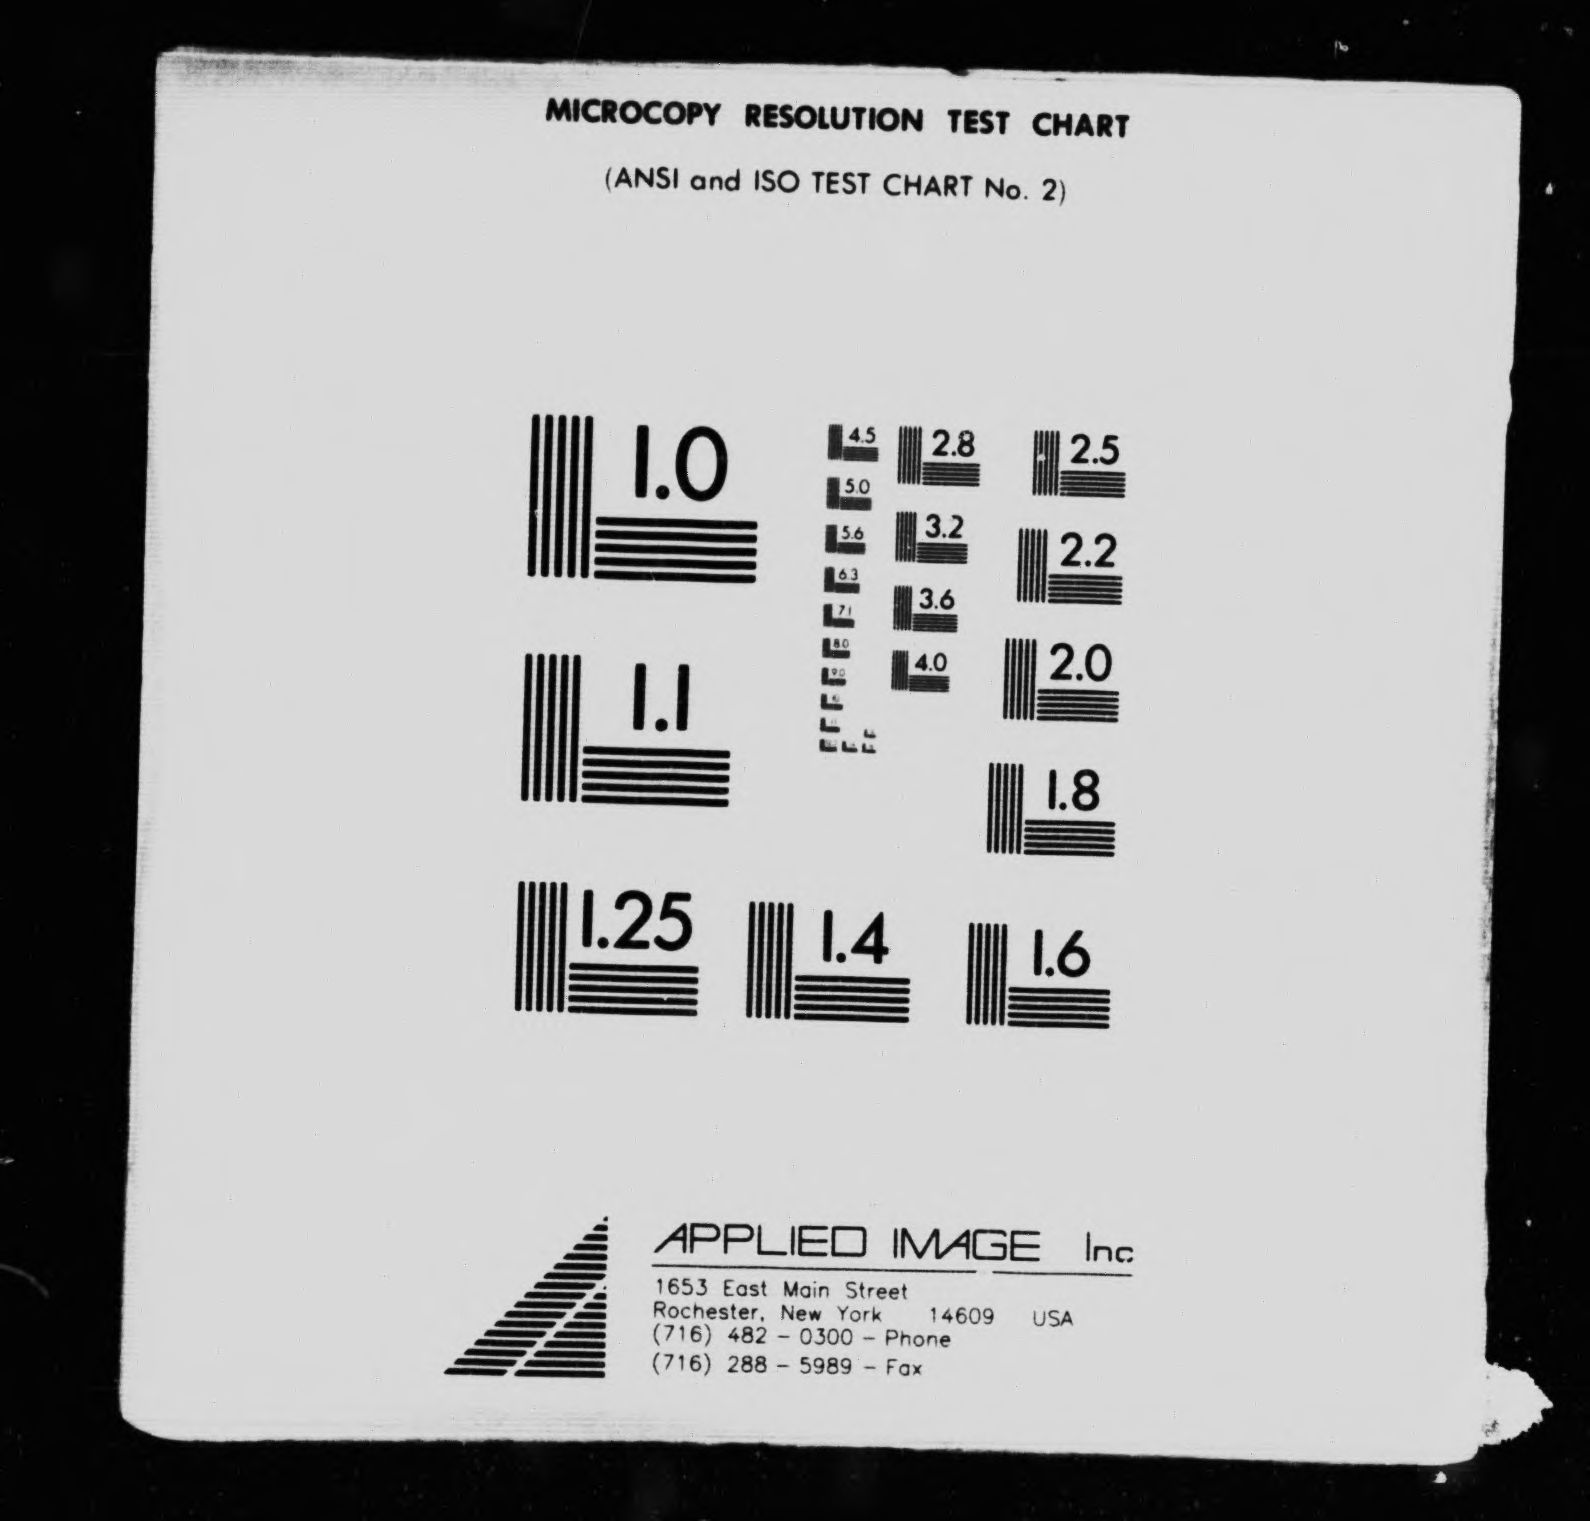 MICROCOPY RESOLUTION TEST CHART
(ANSI and ISO TEST CHART No. 2)
1.0
1.1
1.25
1.4
1.6
1.8
2.0
2.2
2.5
2.8
3.2
3.6
4.0
4.5
5.0
5.6
6.3
7.1
8.0
9.0
APPLIED IMAGE Inc
1653 East Main Street
Rochester, New York 14609 USA
(716) 482 - 0300 - Phone
(716) 288 - 5989 - Fax